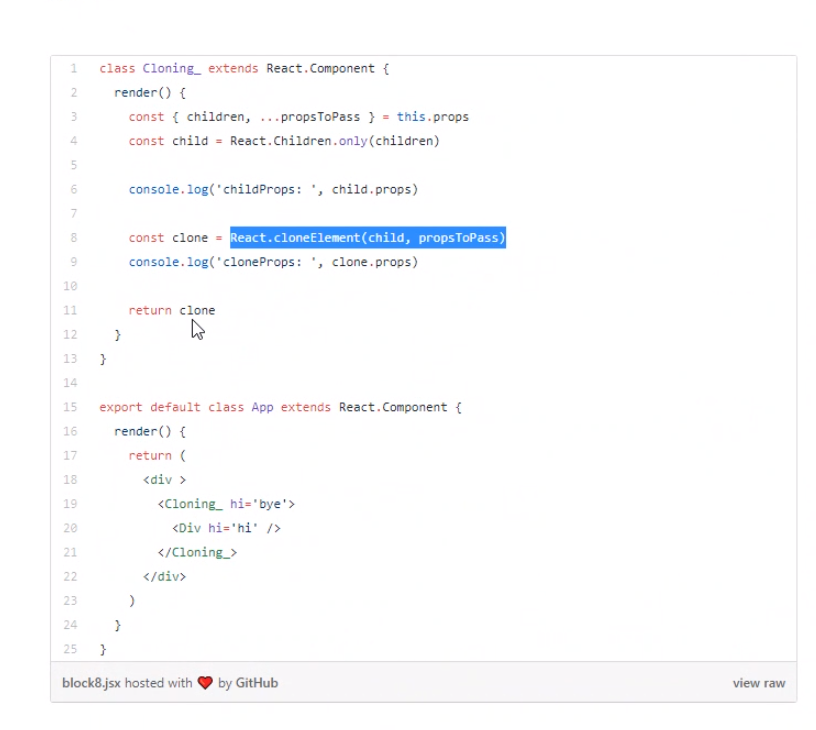 1 class Cloning_ extends React.Component {
2 render() {
3 const { children, ...propsToPass } = this.props
4 const child = React.Children.only(children)
5
6 console.log('childProps: ', child.props)
7
8 const clone = React.cloneElement(child, propsToPass)
9 console.log('cloneProps: ', clone.props)
10
11 return clone
12 }
13 }
14
15 export default class App extends React.Component {
16 render() {
17 return (
18 <div >
19 <Cloning_ hi='bye'>
20 <Div hi='hi' />
21 </Cloning_>
22 </div>
23 )
24 }
25 }
block8.jsx hosted with ❤ by GitHub view raw